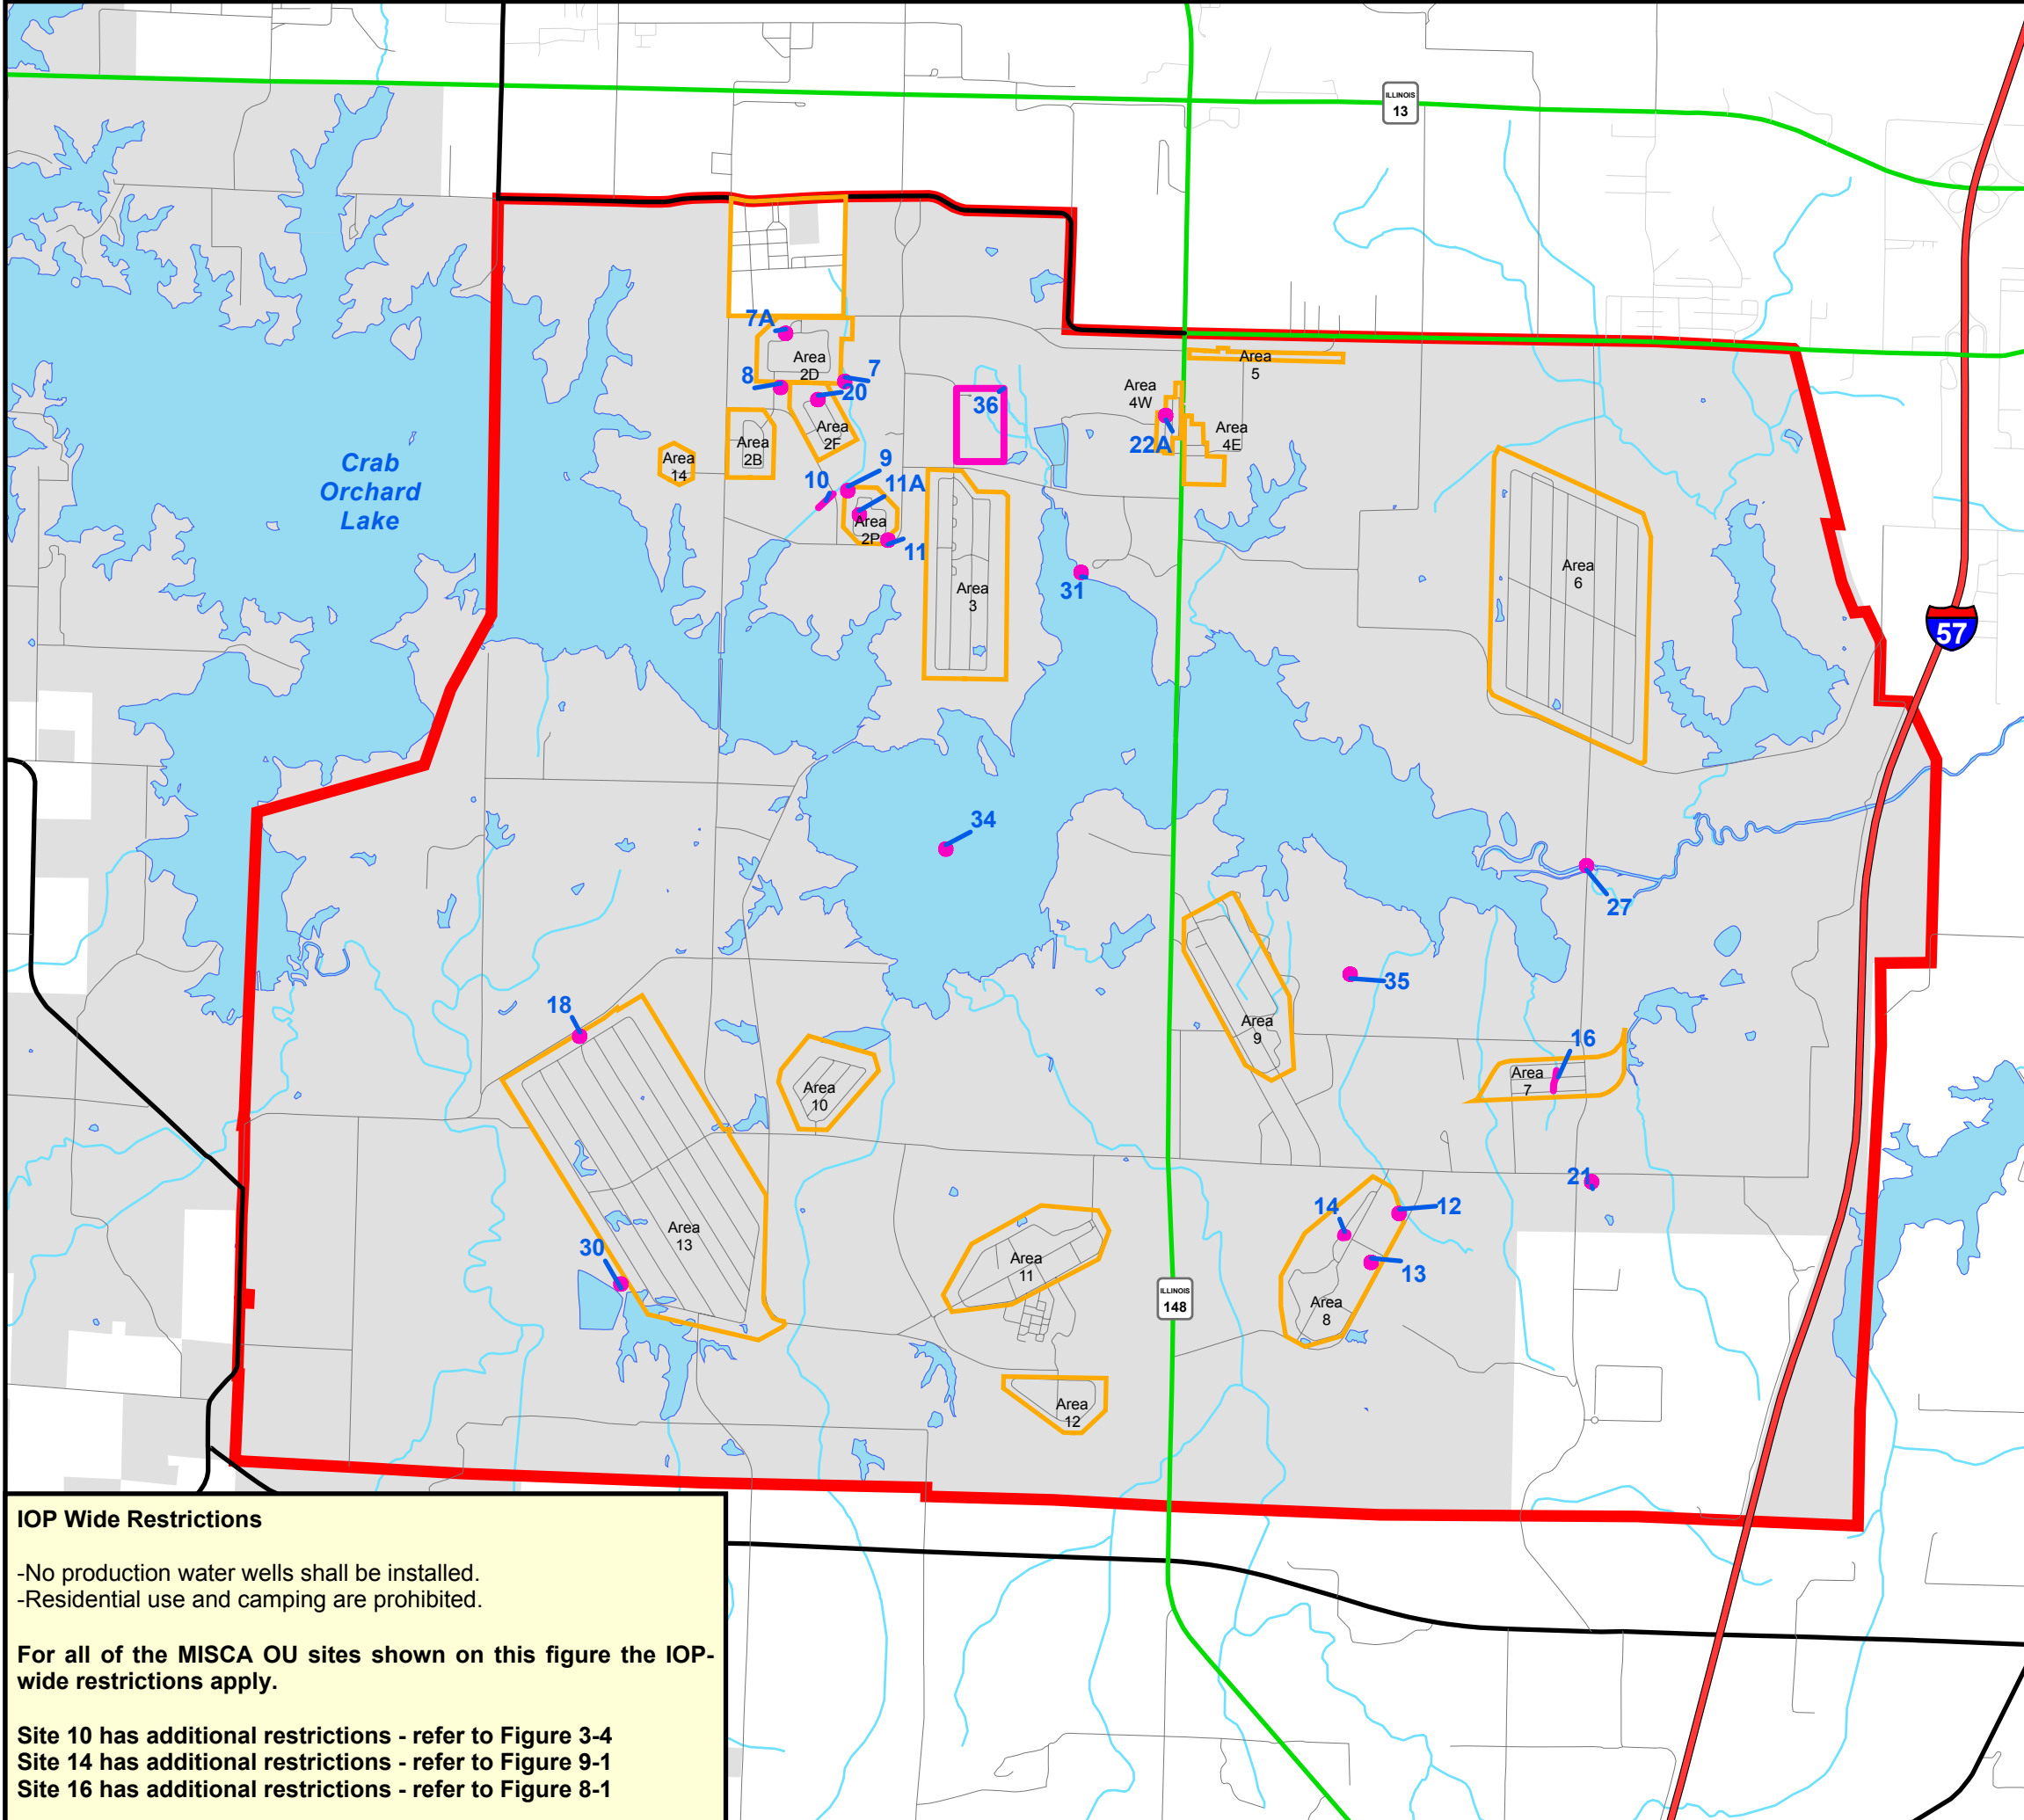 ILLINOIS
13
7A
Area
2D
8
7
20
Area
2F
Area
2B
Area
14
36
Area
4W
22A
Area
5
Area
4E
Crab
Orchard
Lake
9
10
11A
Area
2P
11
Area
3
31
Area
6
57
34
27
35
18
Area
9
16
Area
7
Area
10
21
14
12
13
Area
8
Area
13
30
Area
11
ILLINOIS
148
Area
12
IOP Wide Restrictions
-No production water wells shall be installed.
-Residential use and camping are prohibited.
For all of the MISCA OU sites shown on this figure the IOP-
wide restrictions apply.
Site 10 has additional restrictions - refer to Figure 3-4
Site 14 has additional restrictions - refer to Figure 9-1
Site 16 has additional restrictions - refer to Figure 8-1